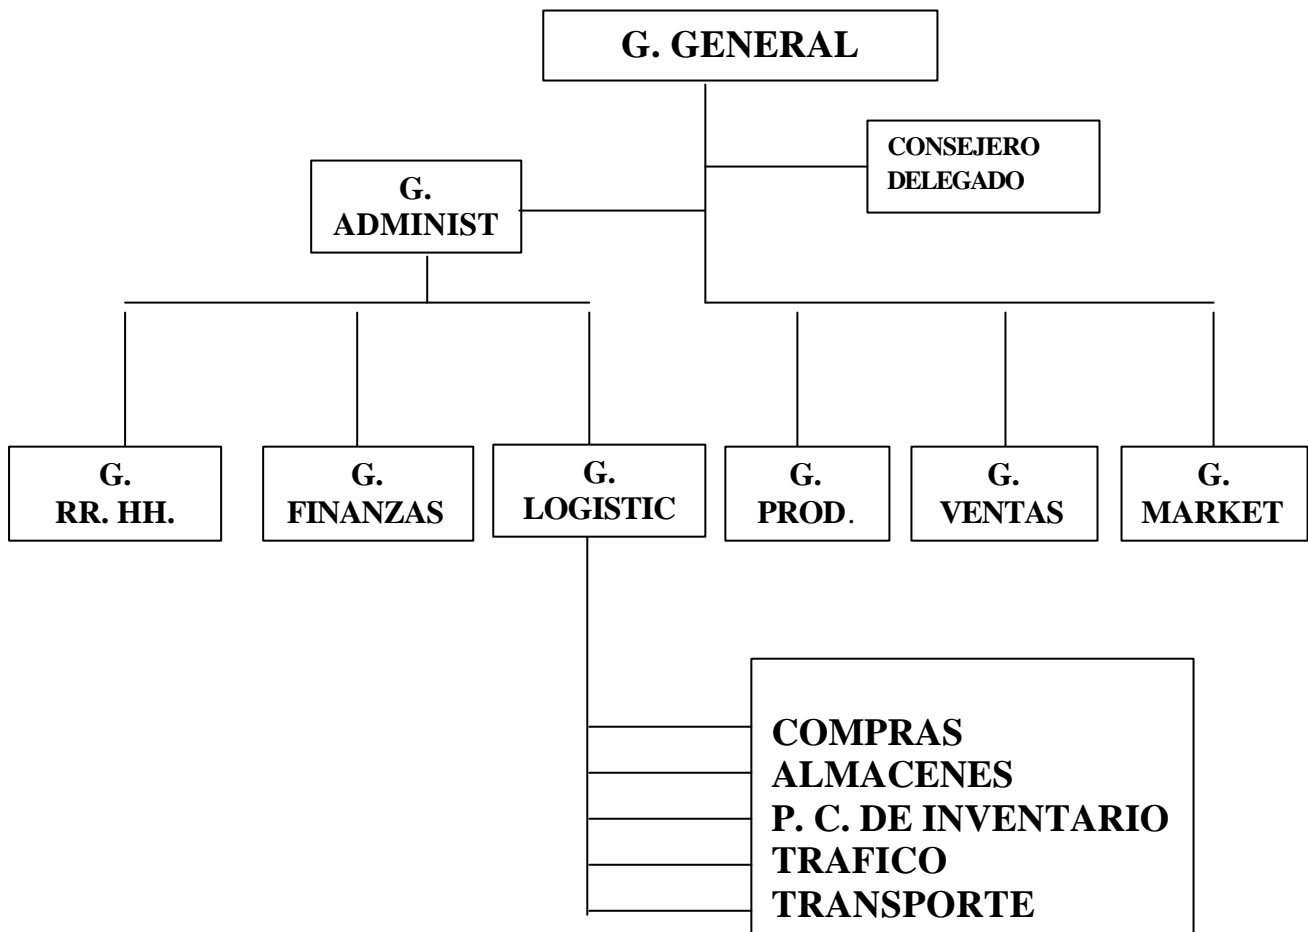 G. GENERAL
CONSEJERO
DELEGADO
G.
ADMINIST
G.
RR. HH.
G.
FINANZAS
G.
LOGISTIC
G.
PROD.
G.
VENTAS
G.
MARKET
COMPRAS
ALMACENES
P. C. DE INVENTARIO
TRAFICO
TRANSPORTE